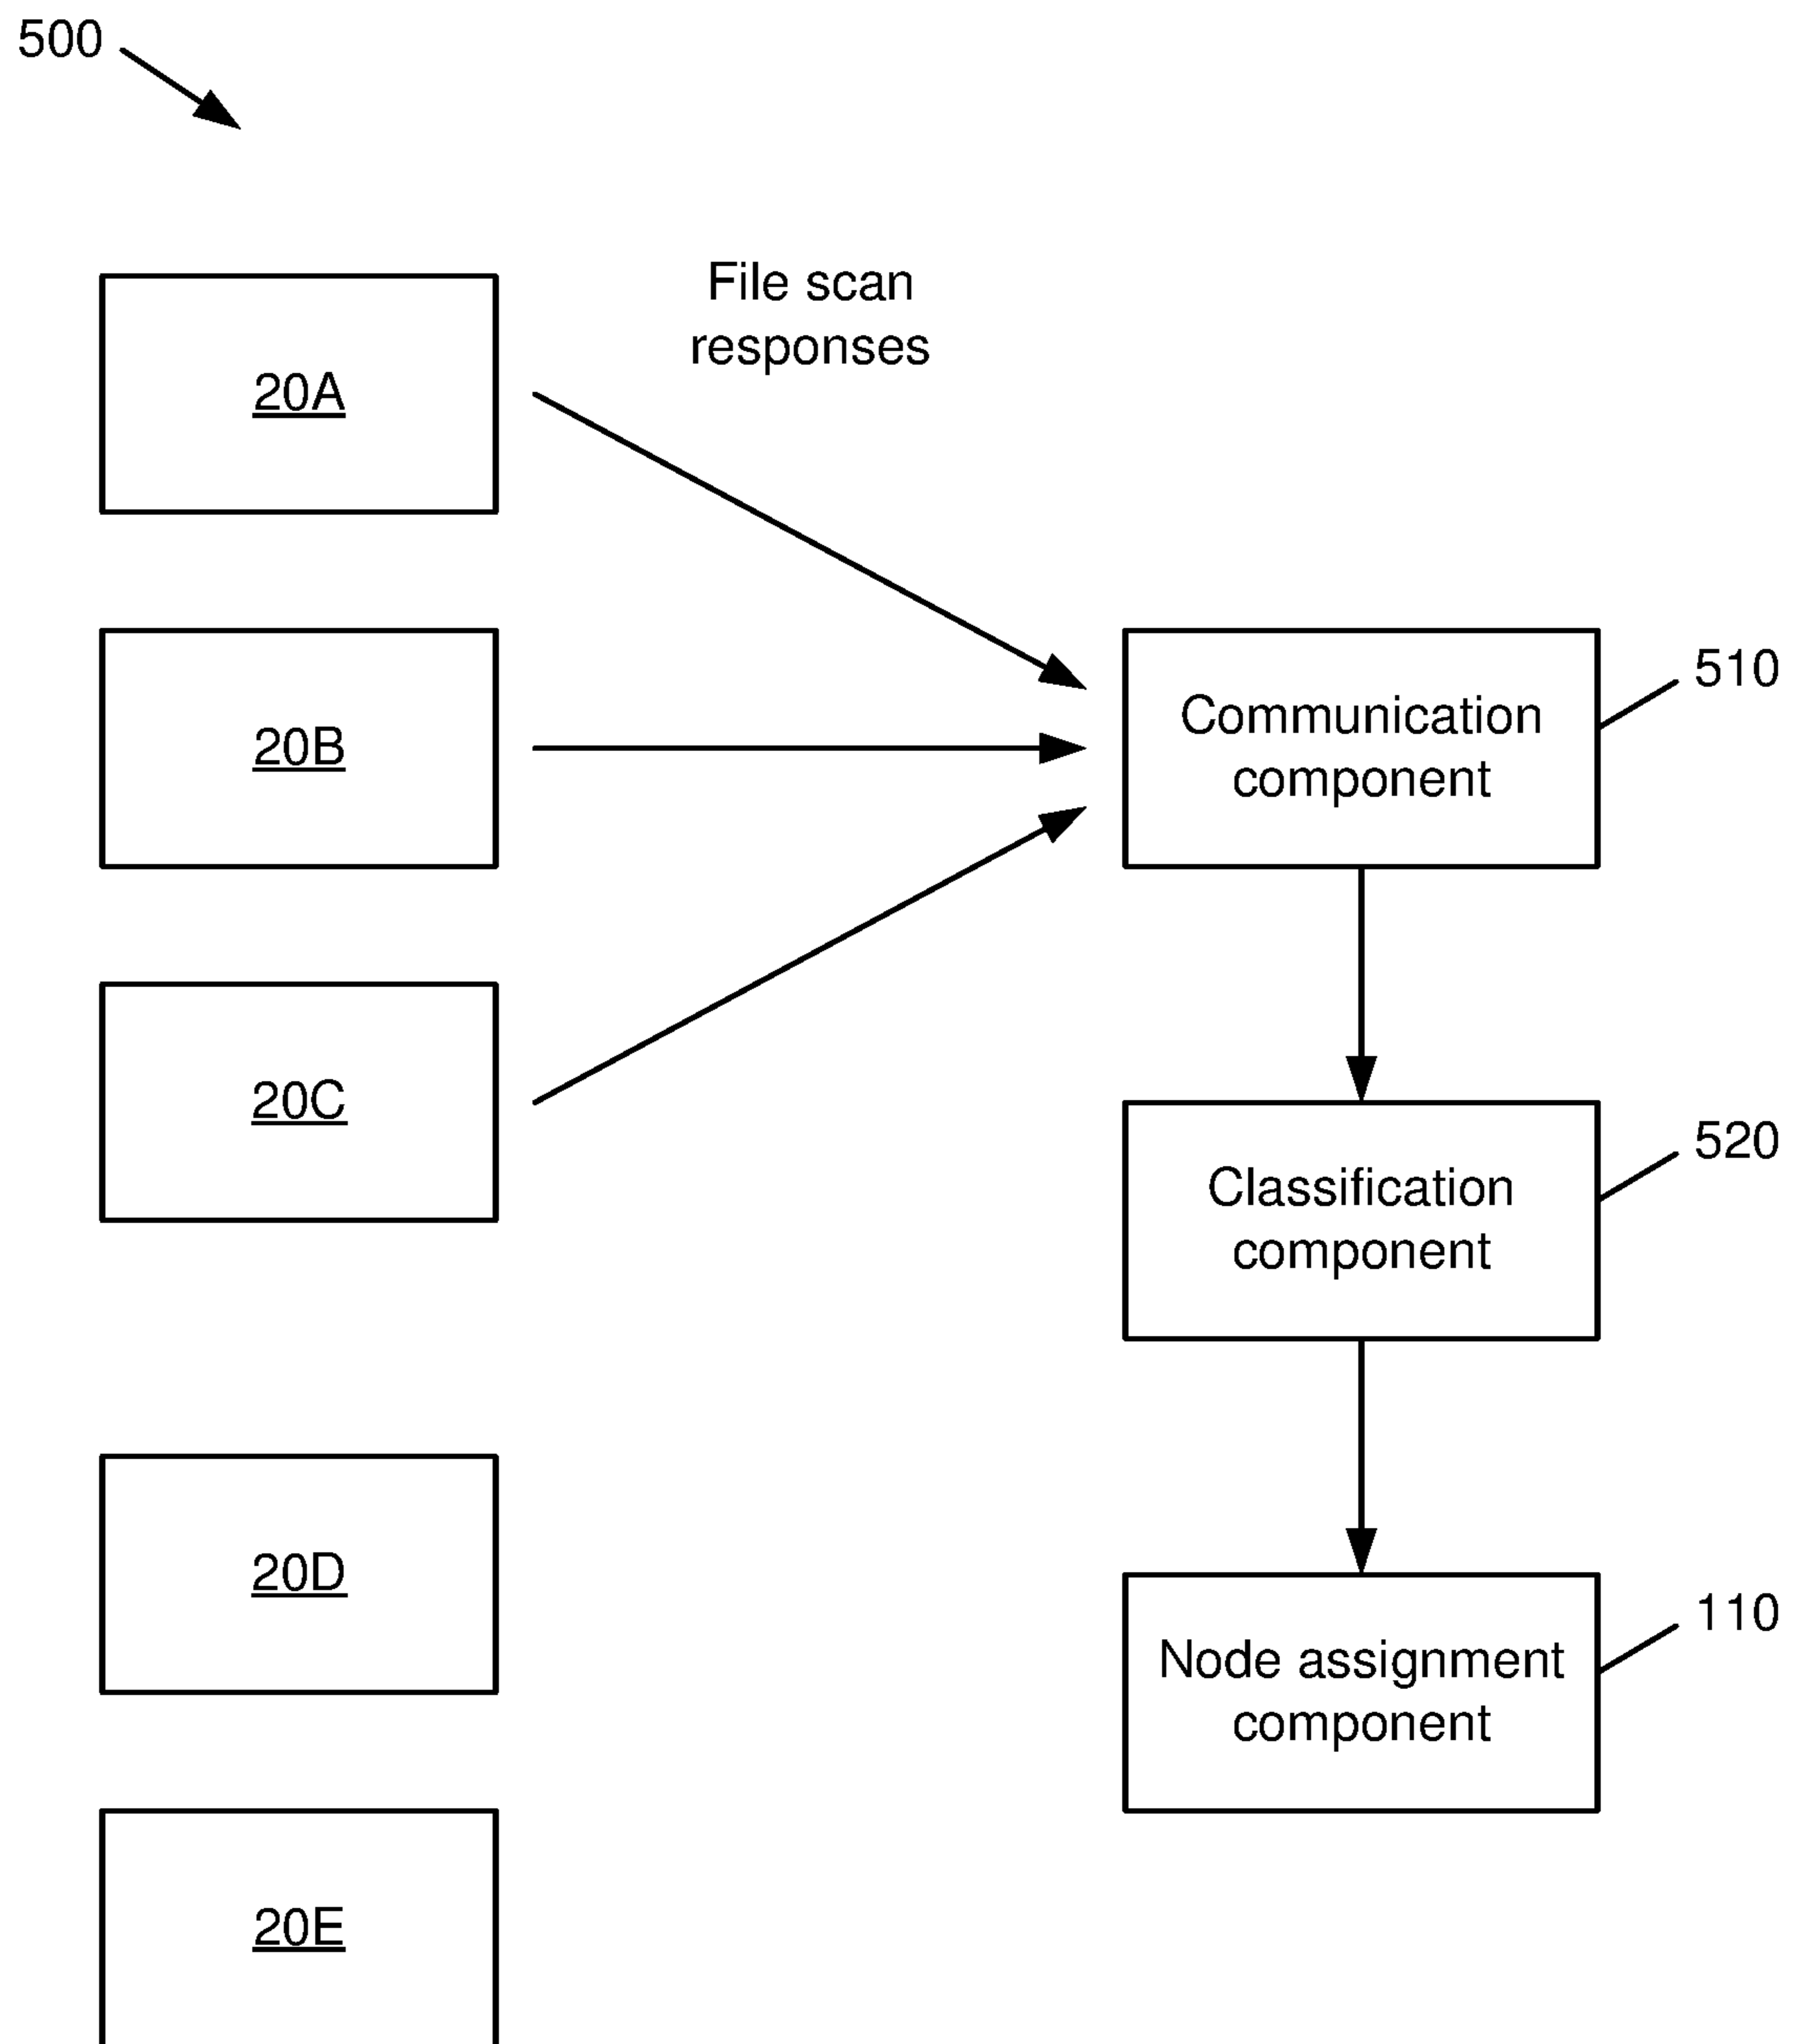 500
File scan
responses
20A
20B
20C
20D
20E
Communication
component
510
Classification
component
520
Node assignment
component
110